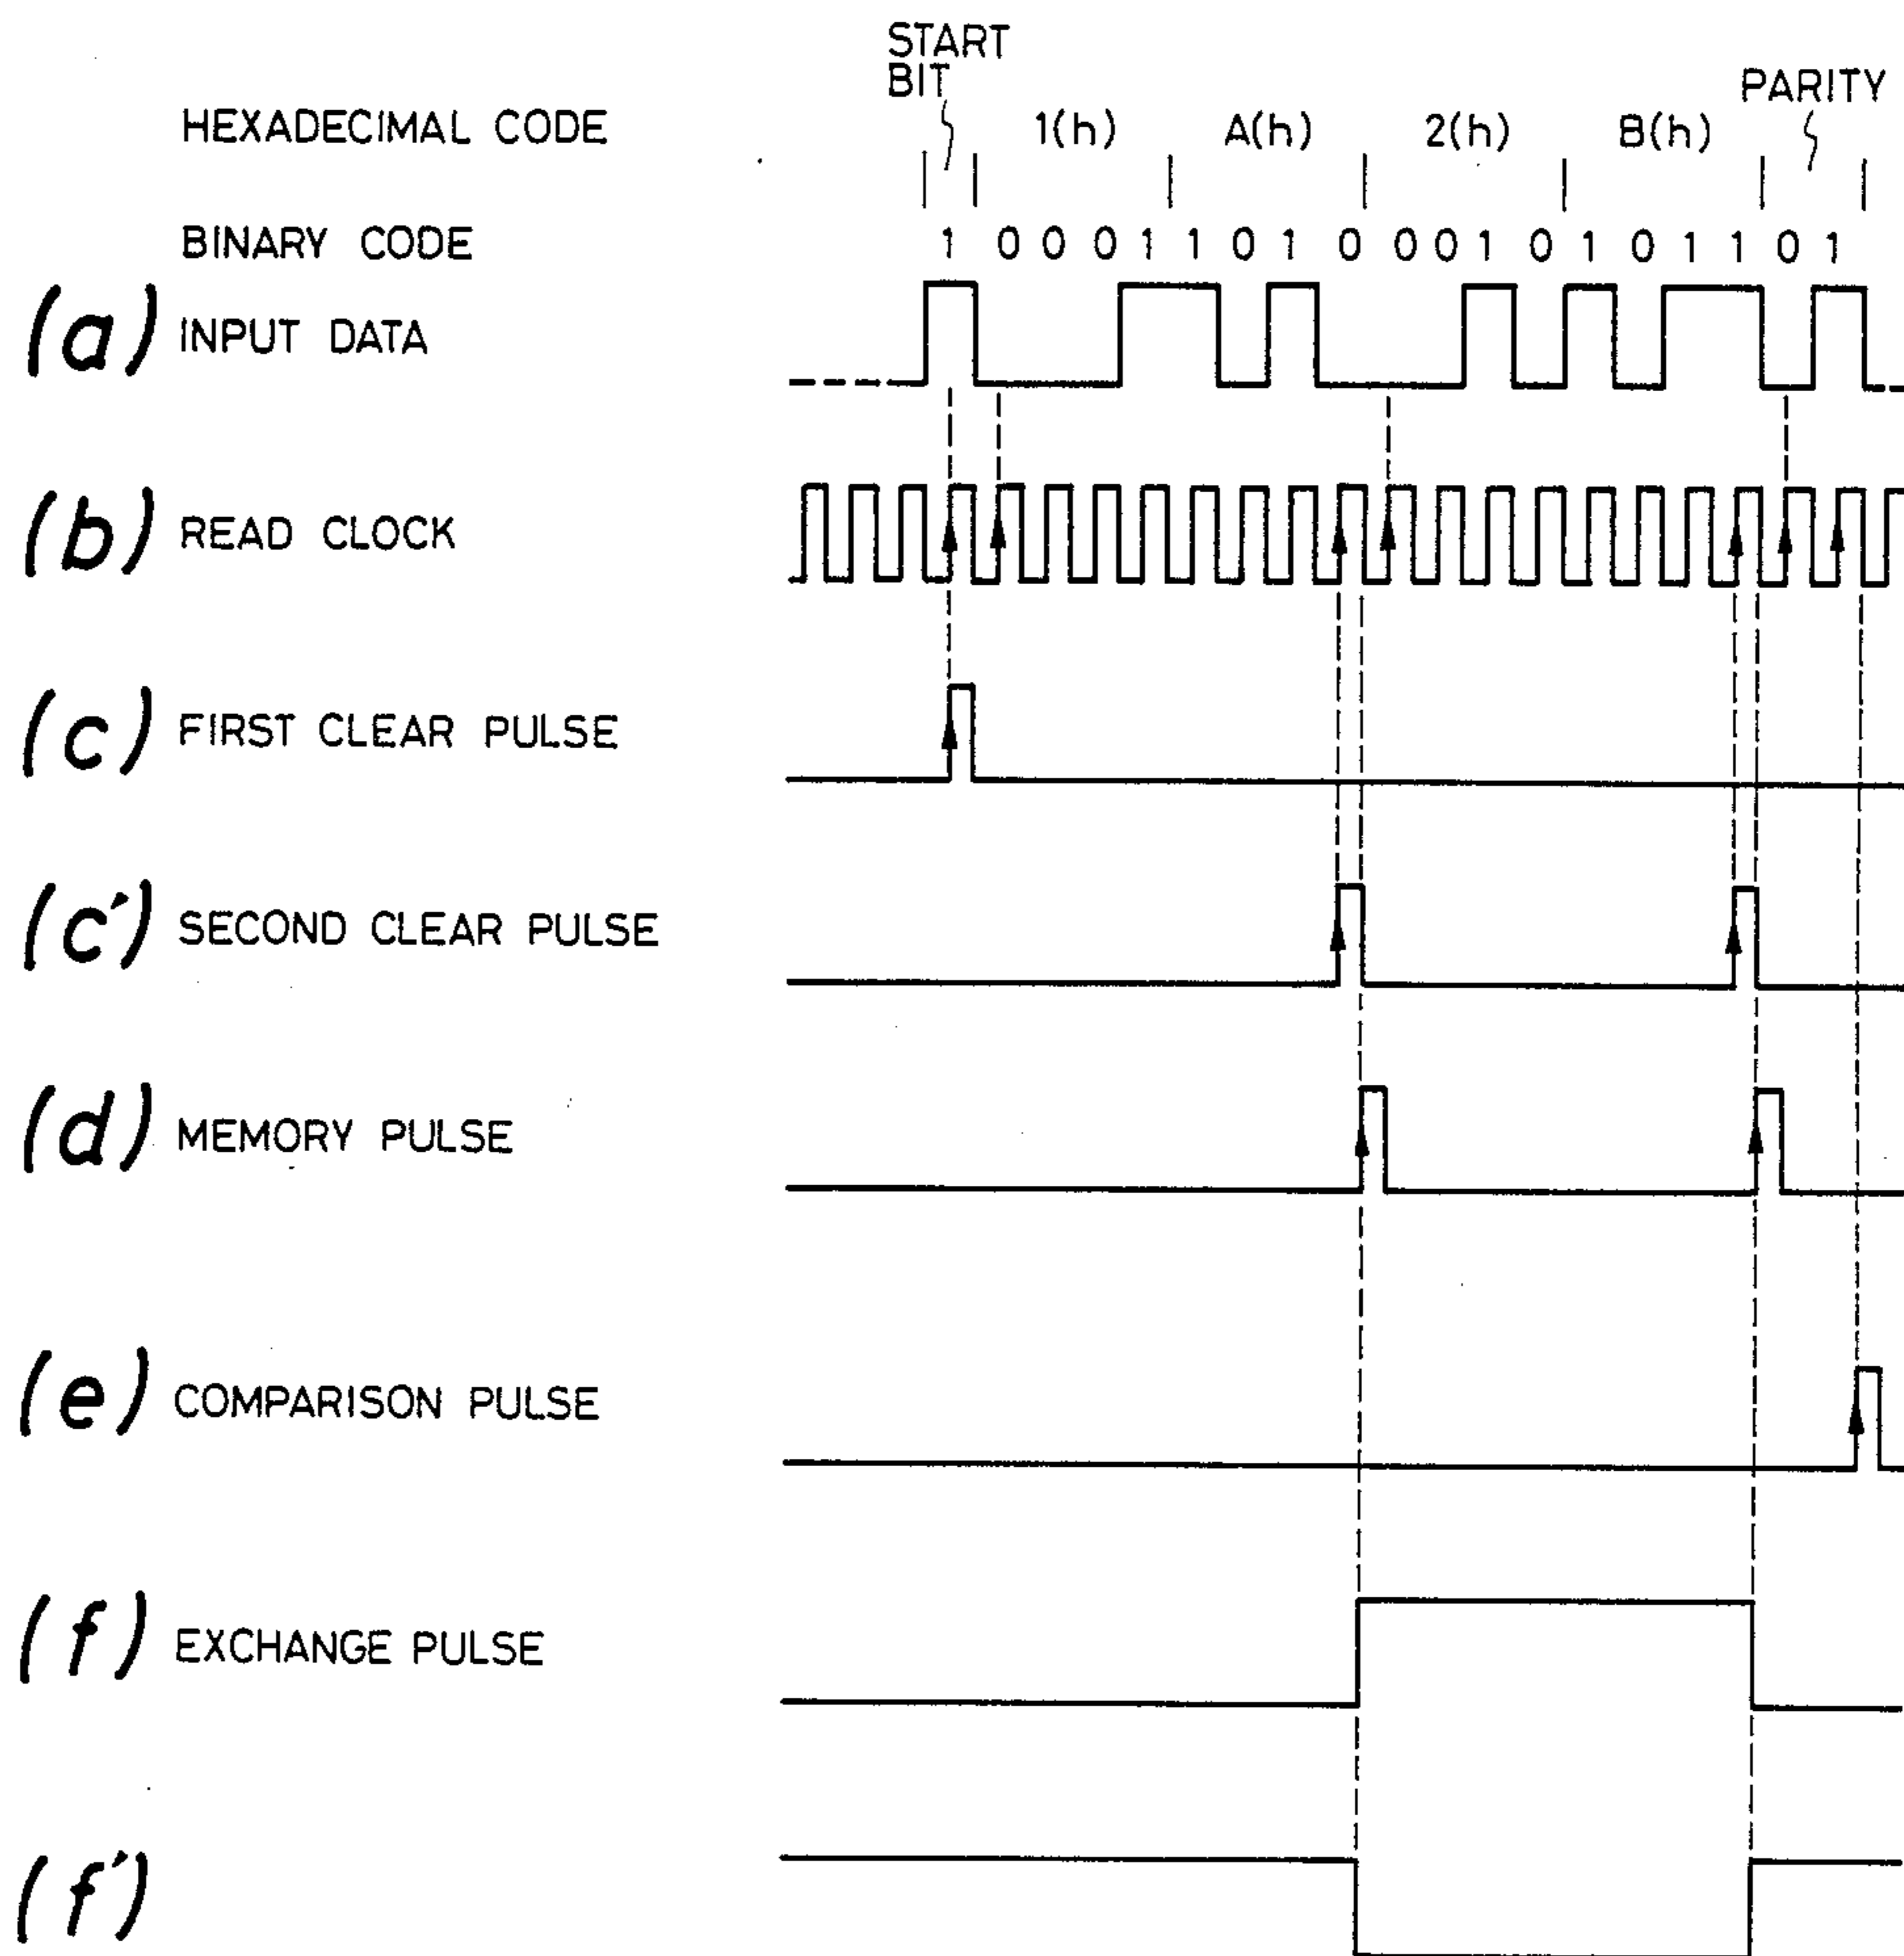 START
BIT
PARITY
HEXADECIMAL CODE 1(h) A(h) 2(h) B(h)
BINARY CODE 1 0 0 0 1 1 0 1 0 0 0 1 0 1 0 1 1 0 1
(a) INPUT DATA
(b) READ CLOCK
(c) FIRST CLEAR PULSE
(c') SECOND CLEAR PULSE
(d) MEMORY PULSE
(e) COMPARISON PULSE
(f) EXCHANGE PULSE
(f')